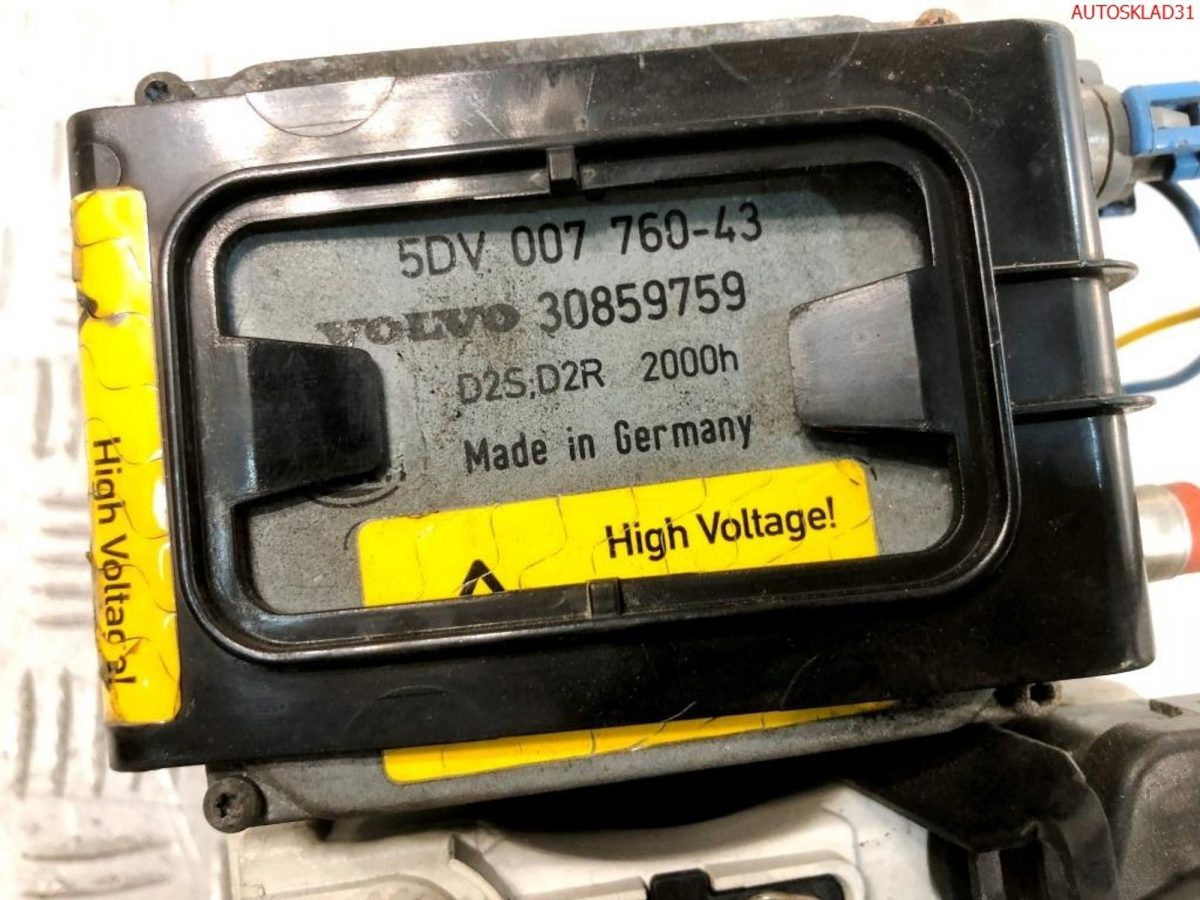 AUTOSKLAD31
5DV 007 760-43
VOLVO 30859759
D2S,D2R 2000h
Made in Germany
High Voltage!
High Voltage!